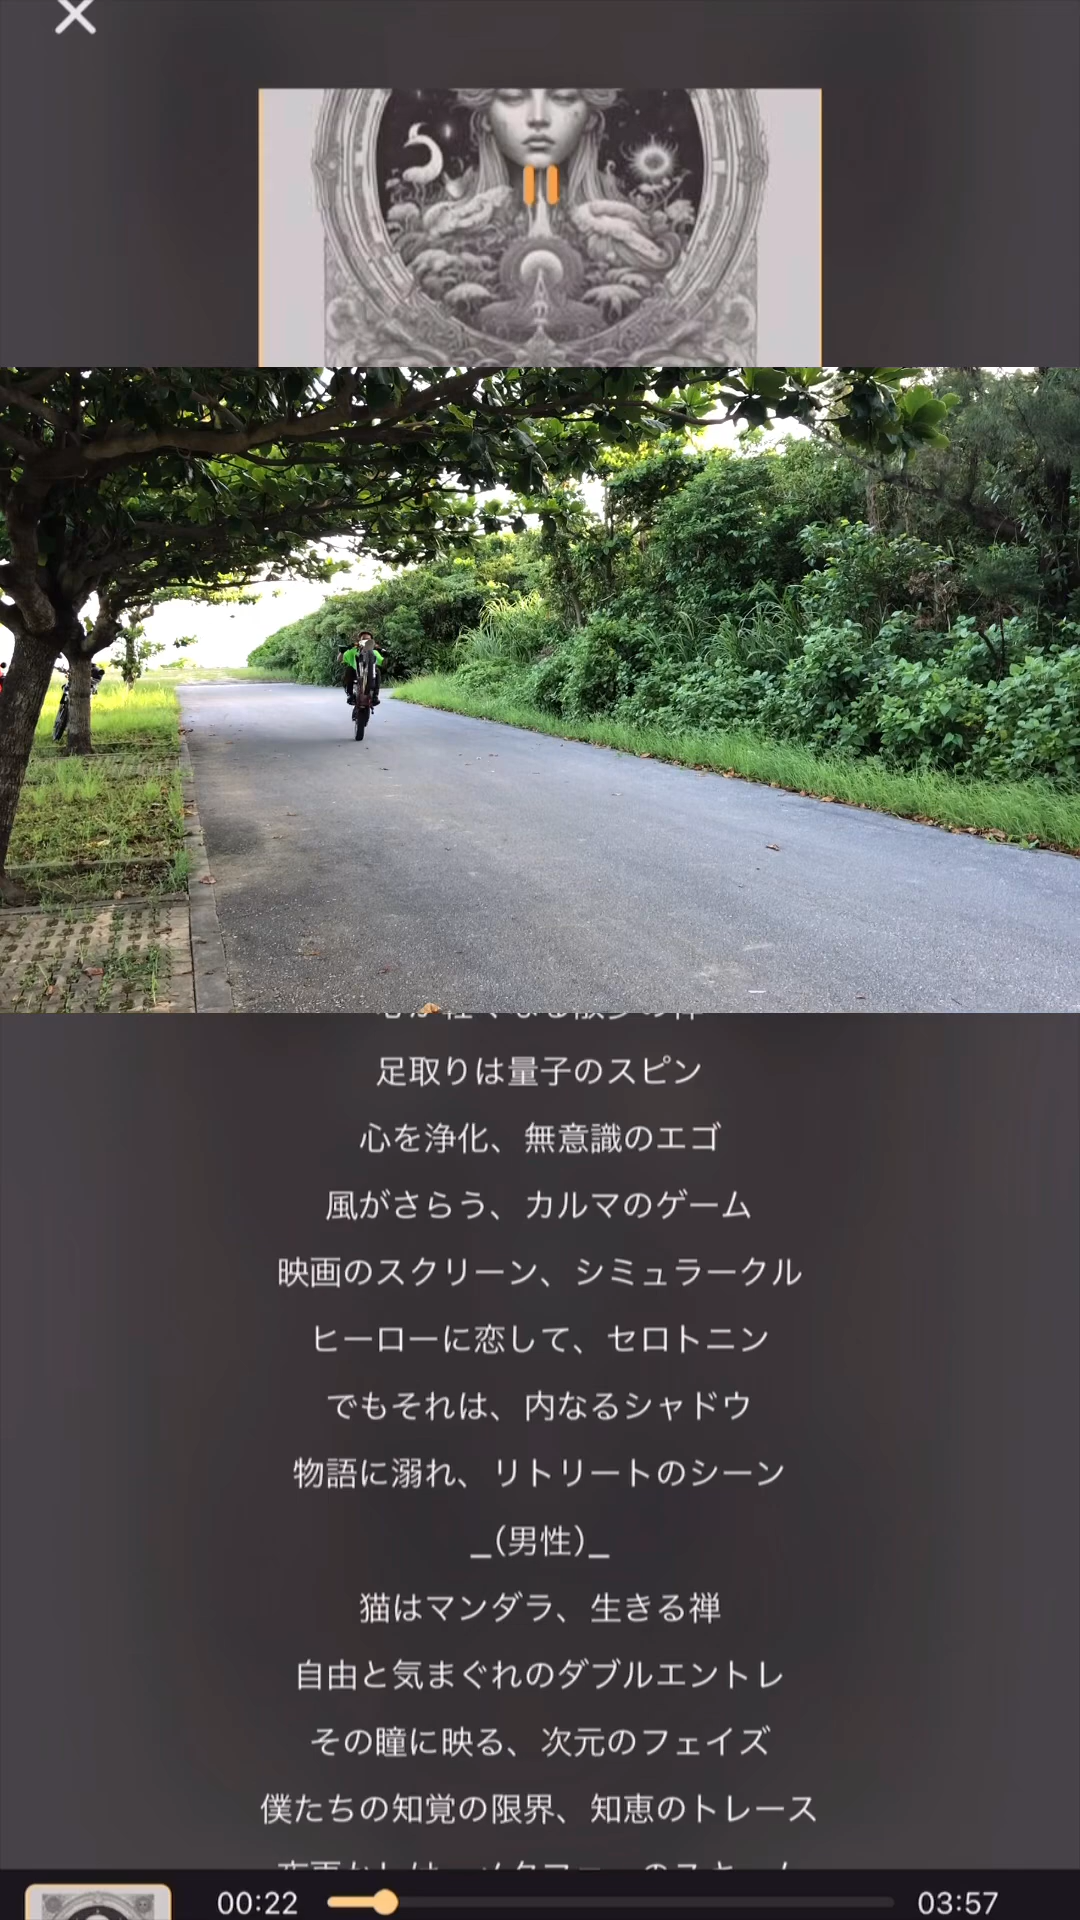 足取りは量子のスピン
心を浄化、無意識のエゴ
風がさらう、カルマのゲーム
映画のスクリーン、シミュラークル
ヒーローに恋して、セロトニン
でもそれは、内なるシャドウ
物語に溺れ、リトリートのシーン
_(男性)_
猫はマンダラ、生きる禅
自由と気まぐれのダブルエントレ
その瞳に映る、次元のフェイズ
僕たちの知覚の限界、知恵のトレース
00:22
03:57